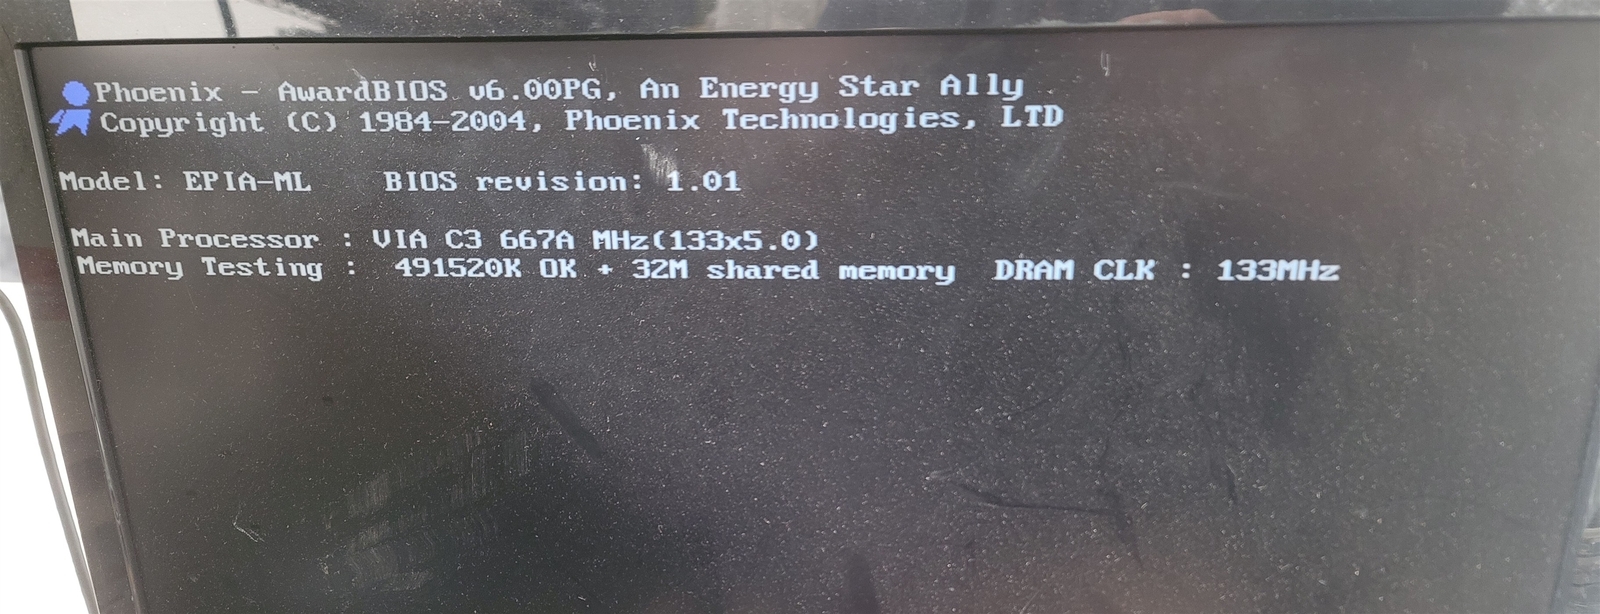 Phoenix - AwardBIOS v6.00PG, An Energy Star Ally
Copyright (C) 1984-2004, Phoenix Technologies, LTD
Model: EPIA-ML BIOS revision: 1.01
Main Processor : VIA C3 667A MHz(133x5.0)
Memory Testing : 491520K OK + 32M shared memory DRAM CLK : 133MHz